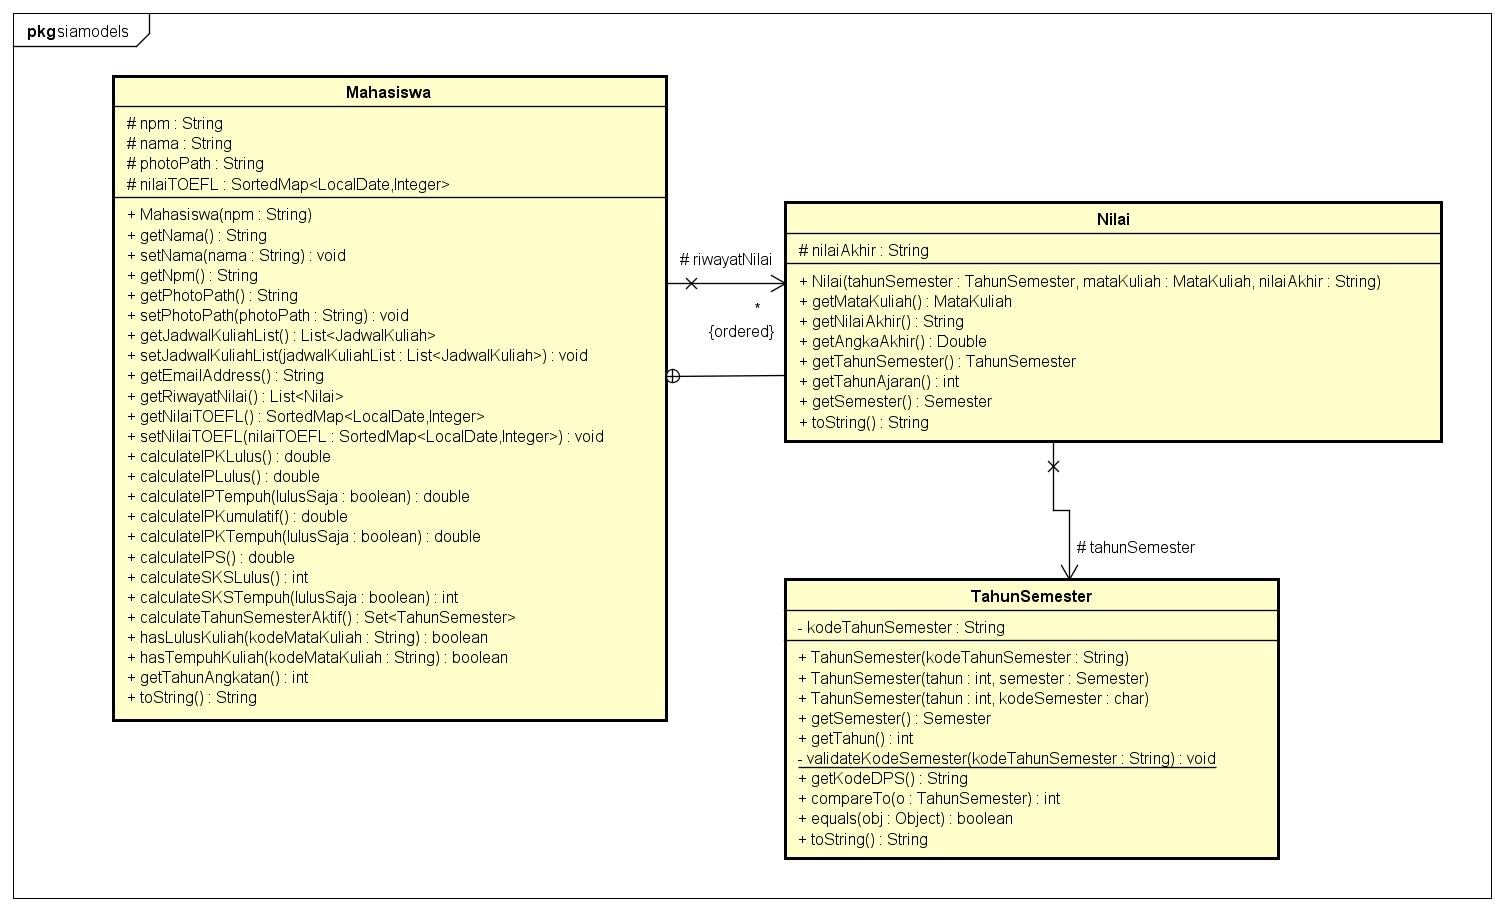 pkg siamodels
Mahasiswa
# npm : String
# nama : String
# photoPath : String
# nilaiTOEFL : SortedMap<LocalDate,Integer>
+ Mahasiswa(npm : String)
+ getNama() : String
+ setNama(nama : String) : void
+ getNpm() : String
+ getPhotoPath() : String
+ setPhotoPath(photoPath : String) : void
+ getJadwalKuliahList() : List<JadwalKuliah>
+ setJadwalKuliahList(jadwalKuliahList : List<JadwalKuliah>) : void
+ getEmailAddress() : String
+ getRiwayatNilai() : List<Nilai>
+ getNilaiTOEFL() : SortedMap<LocalDate,Integer>
+ setNilaiTOEFL(nilaiTOEFL : SortedMap<LocalDate,Integer>) : void
+ calculateIPKLulus() : double
+ calculateIPLulus() : double
+ calculateIPTempuh(lulusSaja : boolean) : double
+ calculateIPKumulatif() : double
+ calculateIPKTempuh(lulusSaja : boolean) : double
+ calculateIPS() : double
+ calculateSKSLulus() : int
+ calculateSKSTempuh(lulusSaja : boolean) : int
+ calculateTahunSemesterAktif() : Set<TahunSemester>
+ hasLulusKuliah(kodeMataKuliah : String) : boolean
+ hasTempuhKuliah(kodeMataKuliah : String) : boolean
+ getTahunAngkatan() : int
+ toString() : String
# riwayatNilai
*
{ordered}
Nilai
# nilaiAkhir : String
+ Nilai(tahunSemester : TahunSemester, mataKuliah : MataKuliah, nilaiAkhir : String)
+ getMataKuliah() : MataKuliah
+ getNilaiAkhir() : String
+ getAngkaAkhir() : Double
+ getTahunSemester() : TahunSemester
+ getTahunAjaran() : int
+ getSemester() : Semester
+ toString() : String
# tahunSemester
TahunSemester
- kodeTahunSemester : String
+ TahunSemester(kodeTahunSemester : String)
+ TahunSemester(tahun : int, semester : Semester)
+ TahunSemester(tahun : int, kodeSemester : char)
+ getSemester() : Semester
+ getTahun() : int
- validateKodeSemester(kodeTahunSemester : String) : void
+ getKodeDPS() : String
+ compareTo(o : TahunSemester) : int
+ equals(obj : Object) : boolean
+ toString() : String